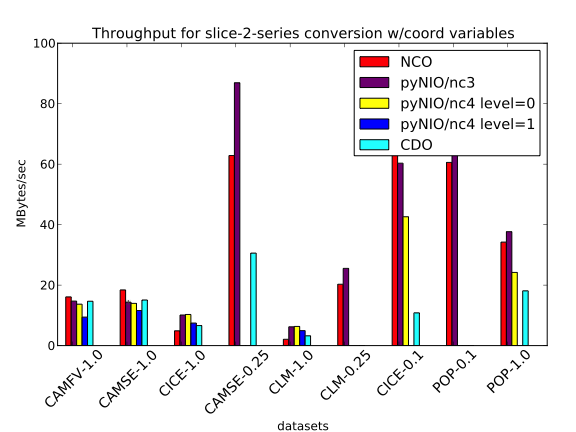 Throughput for slice-2-series conversion w/coord variables
NCO
pyNIO/nc3
pyNIO/nc4 level=0
pyNIO/nc4 level=1
CDO
MBytes/sec
100
80
60
40
20
0
CAMFV-1.0
CAMSE-1.0
CICE-1.0
CAMSE-0.25
CLM-1.0
CLM-0.25
CICE-0.1
POP-0.1
POP-1.0
datasets